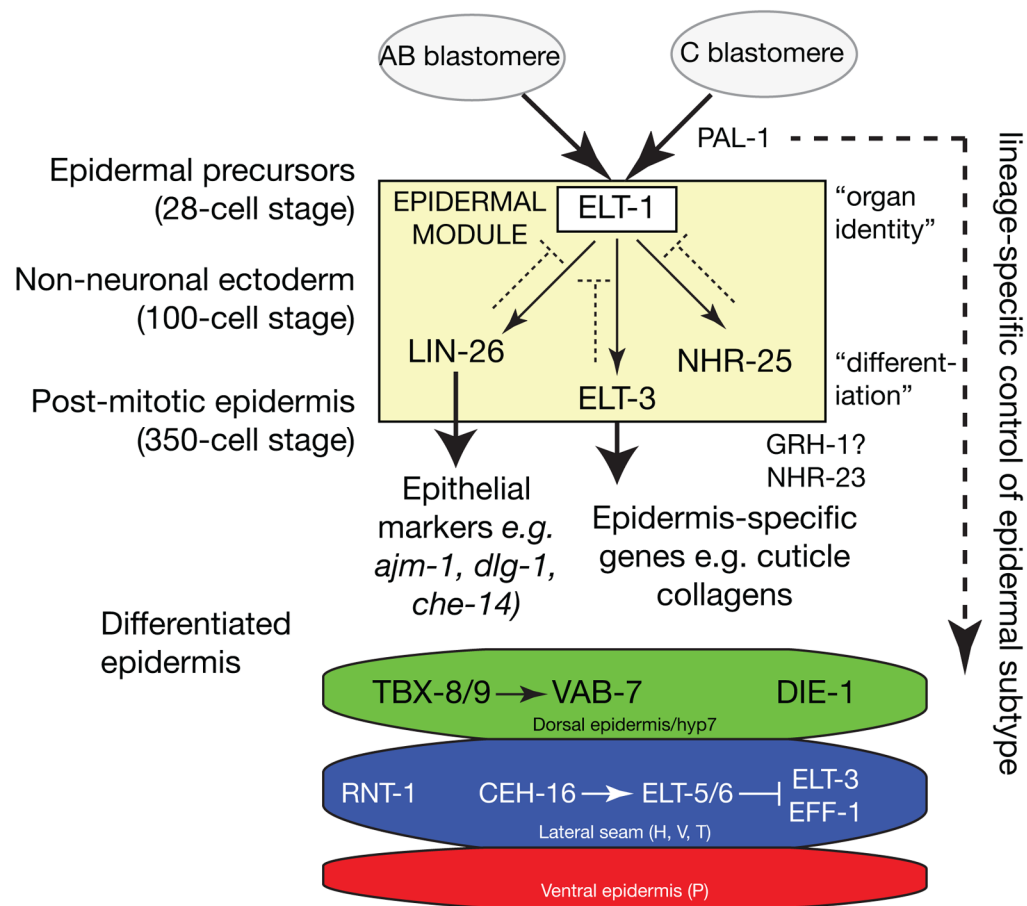 AB blastomere
C blastomere
PAL-1
Epidermal precursors
(28-cell stage)
EPIDERMAL
MODULE
ELT-1
“organ
identity”
Non-neuronal ectoderm
(100-cell stage)
LIN-26
NHR-25
ELT-3
“different-
iation”
Post-mitotic epidermis
(350-cell stage)
GRH-1?
NHR-23
Epithelial
markers e.g.
ajm-1, dlg-1,
che-14)
Epidermis-specific
genes e.g. cuticle
collagens
lineage-specific control of epidermal subtype
Differentiated
epidermis
TBX-8/9 VAB-7 DIE-1
Dorsal epidermis/hyp7
RNT-1 CEH-16 ELT-5/6 ELT-3
EFF-1
Lateral seam (H, V, T)
Ventral epidermis (P)